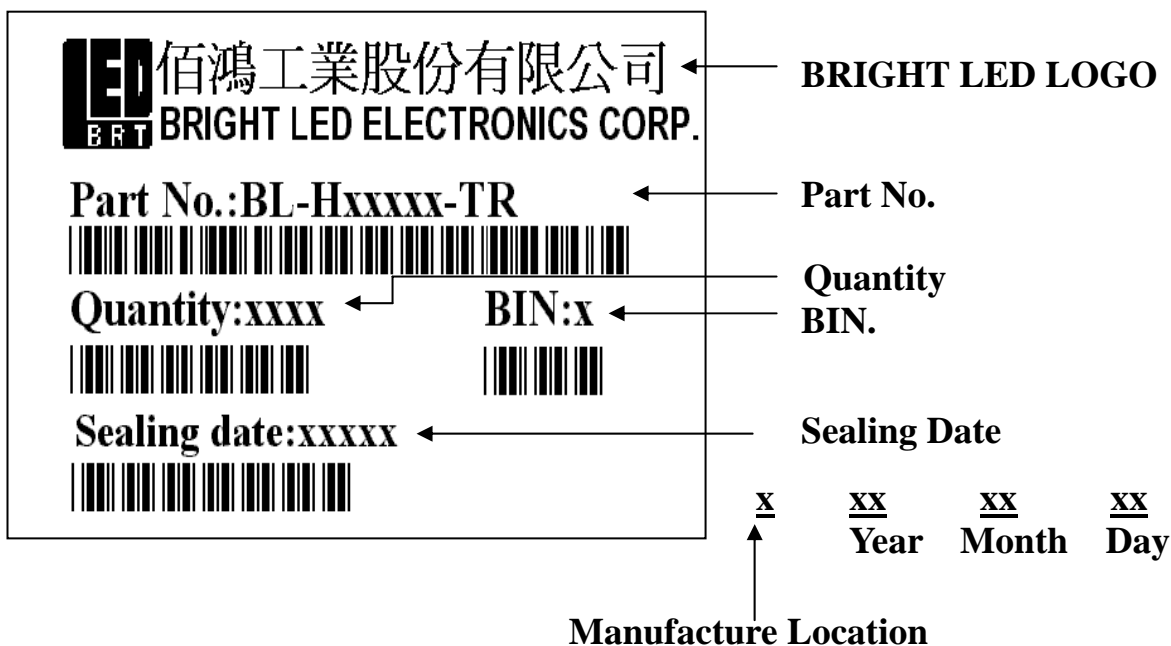 LED
BRT
佰鴻工業股份有限公司
BRIGHT LED ELECTRONICS CORP.
BRIGHT LED LOGO
Part No.:BL-Hxxxxx-TR
Part No.
Quantity:xxxx
BIN:x
Quantity
BIN.
Sealing date:xxxxx
Sealing Date
x xx xx xx
Year Month Day
Manufacture Location